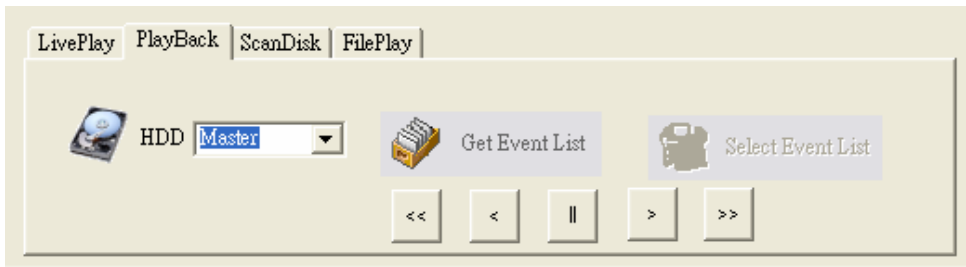 LivePlay PlayBack ScanDisk FilePlay
HDD Master Get Event List Select Event List
<< < || > >>